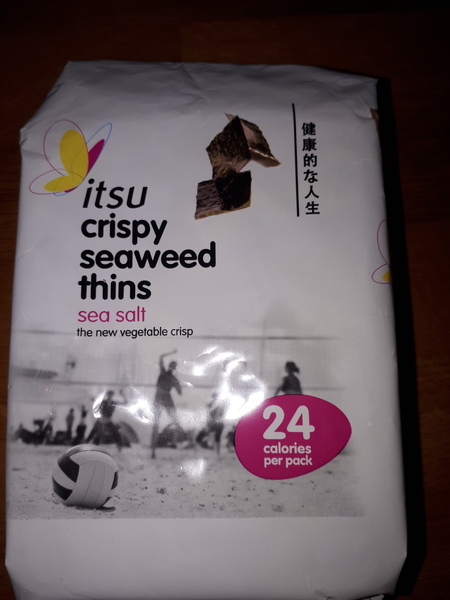 itsu
crispy
seaweed
thins
sea salt
the new vegetable crisp
健康的な人生
24
calories
per pack